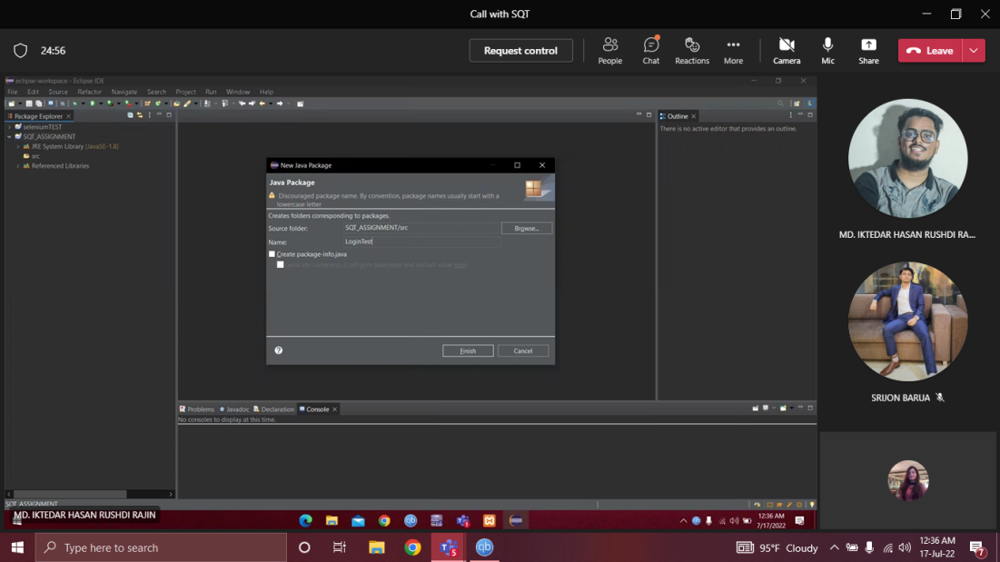 Call with SQT
24:56
Request control
People
Chat
Reactions
More
Camera
Mic
Share
Leave
eclipse-workspace - Eclipse IDE
File Edit Source Refactor Navigate Search Project Run Window Help
Package Explorer
seleniumTEST
SQT_ASSIGNMENT
JRE System Library [JavaSE-1.8]
src
Referenced Libraries
New Java Package
Java Package
Discouraged package name. By convention, package names usually start with a
lowercase letter
Creates folders corresponding to packages.
Source folder: SQT_ASSIGNMENT/src Browse...
Name: LoginTest
Create package-info.java
Finish Cancel
Outline
There is no active editor that provides an outline.
Problems Javadoc Declaration Console
No consoles to display at this time.
SQT_ASSIGNMENT
MD. IKTEDAR HASAN RUSHDI RAJIN
12:36 AM
7/17/2022
MD. IKTEDAR HASAN RUSHDI RA...
SRIJON BARUA
Type here to search
5
qb
95°F Cloudy
12:36 AM
17-Jul-22
7